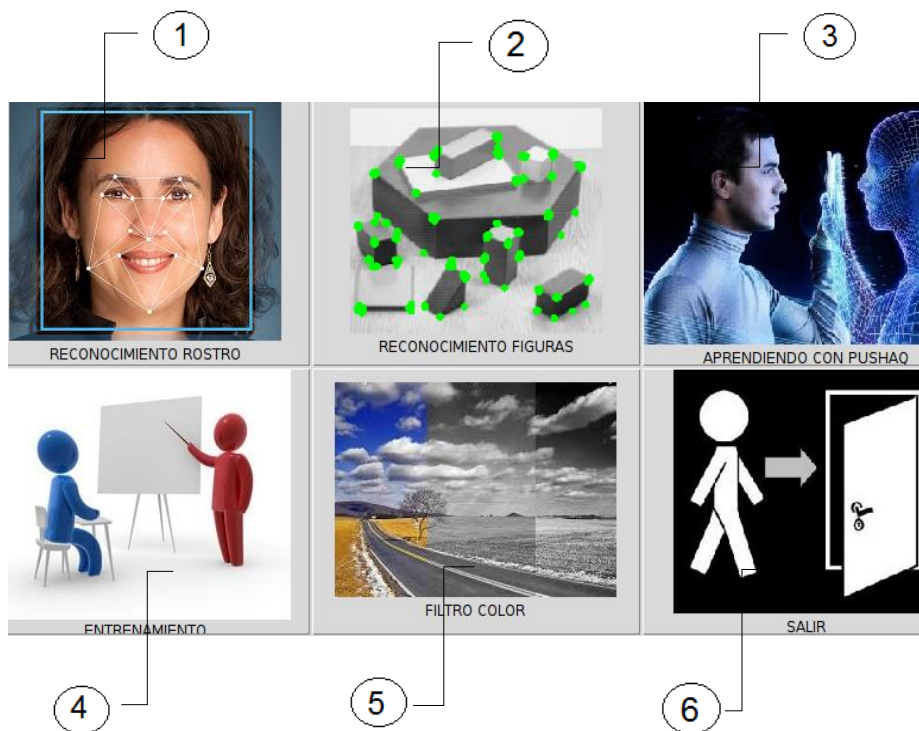 1
2
3
RECONOCIMIENTO ROSTRO
RECONOCIMIENTO FIGURAS
APRENDIENDO CON PUSHAQ
ENTRENAMIENTO
FILTRO COLOR
SALIR
4
5
6